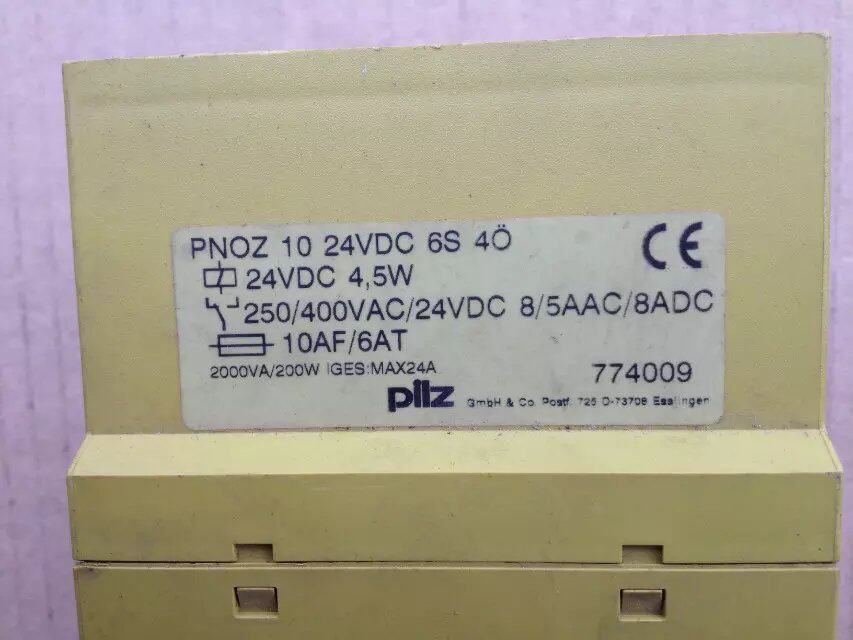 PNOZ 10 24VDC 6S 4Ö
CE
24VDC 4,5W
250/400VAC/24VDC 8/5AAC/8ADC
10AF/6AT
2000VA/200W IGES:MAX24A
774009
pilz GmbH & Co. Postf. 725 D-73708 Esslingen